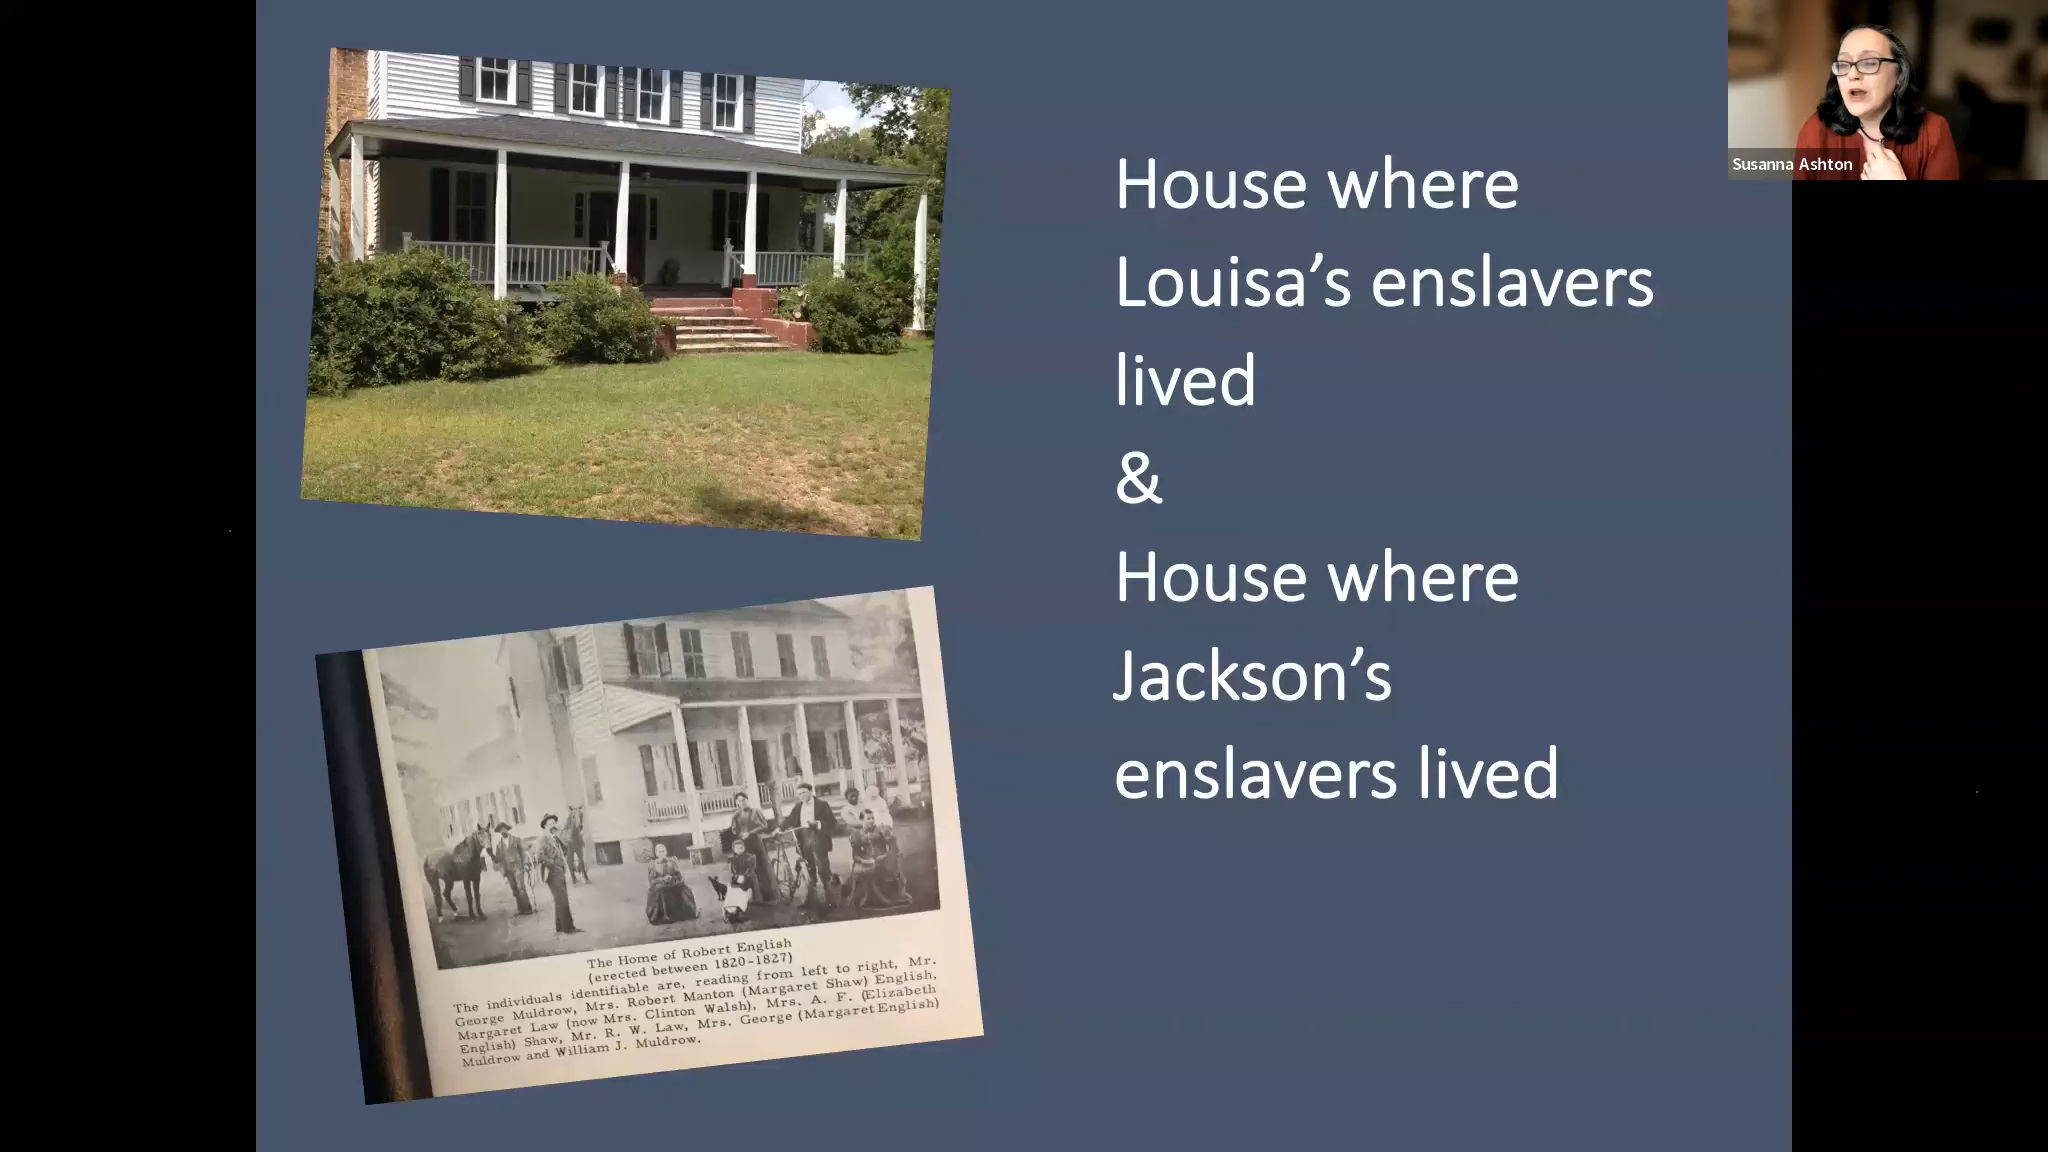 House where
Louisa’s enslavers
lived
&
House where
Jackson’s
enslavers lived
Susanna Ashton
The Home of Robert English
(erected between 1820-1827)
The individuals identifiable are, reading from left to right, Mr.
George Muldrow, Mrs. Robert Manton (Margaret Shaw) English,
Margaret Law (now Mrs. Clinton Walsh), Mrs. A. F. (Elizabeth
English) Shaw, Mr. R. W. Law, Mrs. George (Margaret English)
Muldrow and William J. Muldrow.